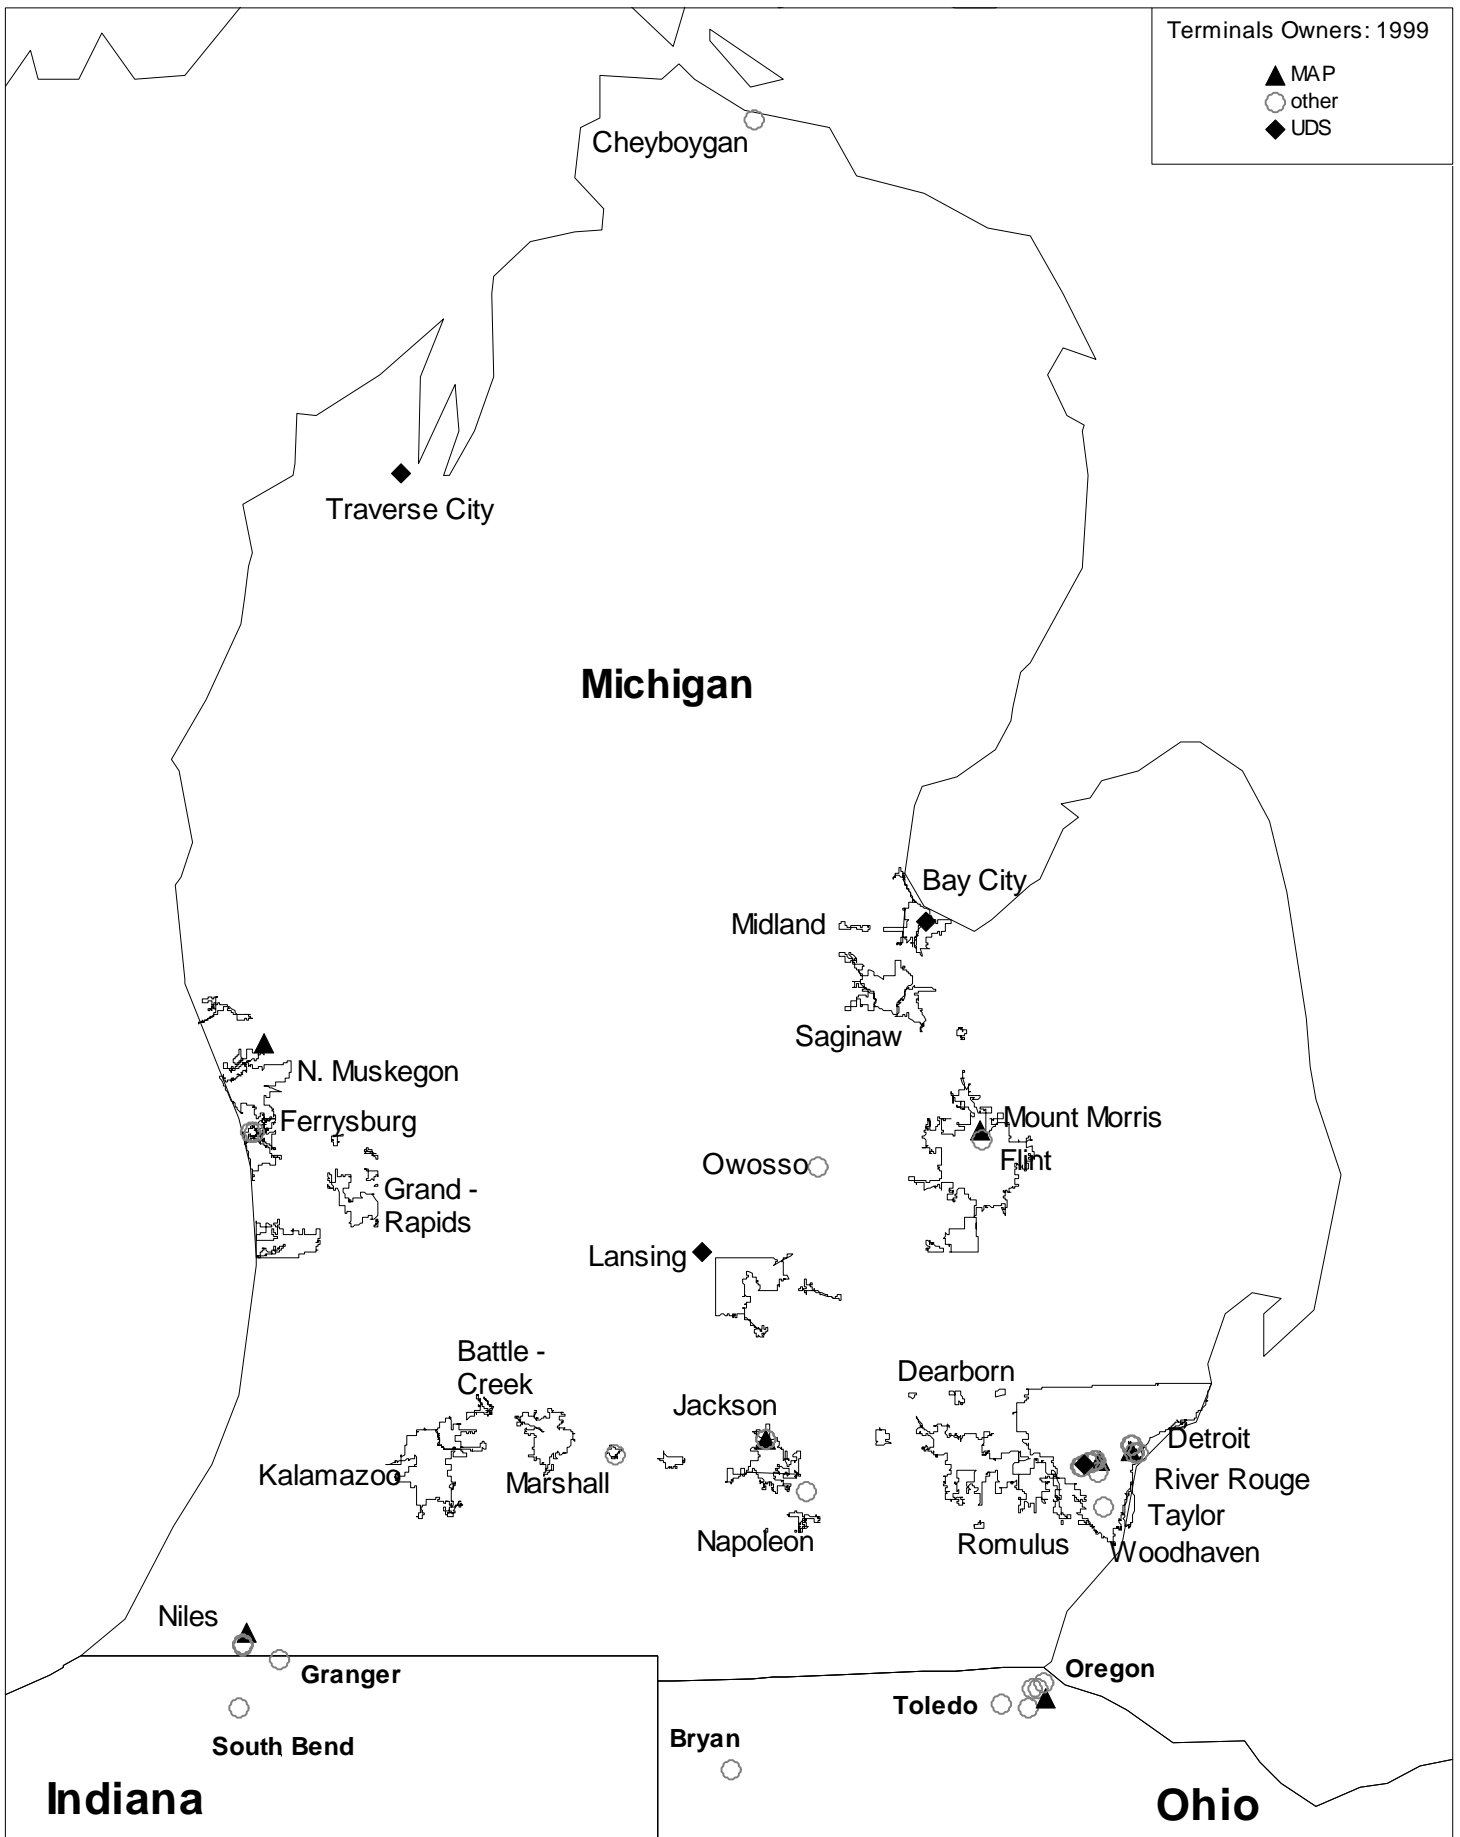 Terminals Owners: 1999
MAP
other
UDS
Cheyboygan
Traverse City
Michigan
Bay City
Midland
Saginaw
N. Muskegon
Ferrysburg
Mount Morris
Owosso
Flint
Grand -
Rapids
Lansing
Battle -
Creek
Dearborn
Jackson
Detroit
Kalamazoo
Marshall
River Rouge
Taylor
Napoleon
Romulus
Woodhaven
Niles
Granger
Oregon
Toledo
South Bend
Bryan
Indiana
Ohio